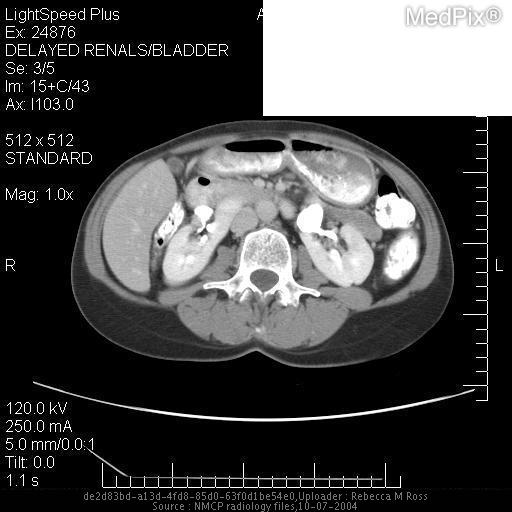 LightSpeed Plus
Ex: 24876
DELAYED RENALS/BLADDER
Se: 3/5
Im: 15+C/43
Ax: I103.0
MedPix®
512 x 512
STANDARD
Mag: 1.0x
R
L
120.0 kV
250.0 mA
5.0 mm/0.0:1
Tilt: 0.0
1.1 s
de2d83bd-a13d-4fd8-85d0-63f0d1be54e0,Uploader : Rebecca M Ross
Source : NMCP radiology files,10-07-2004